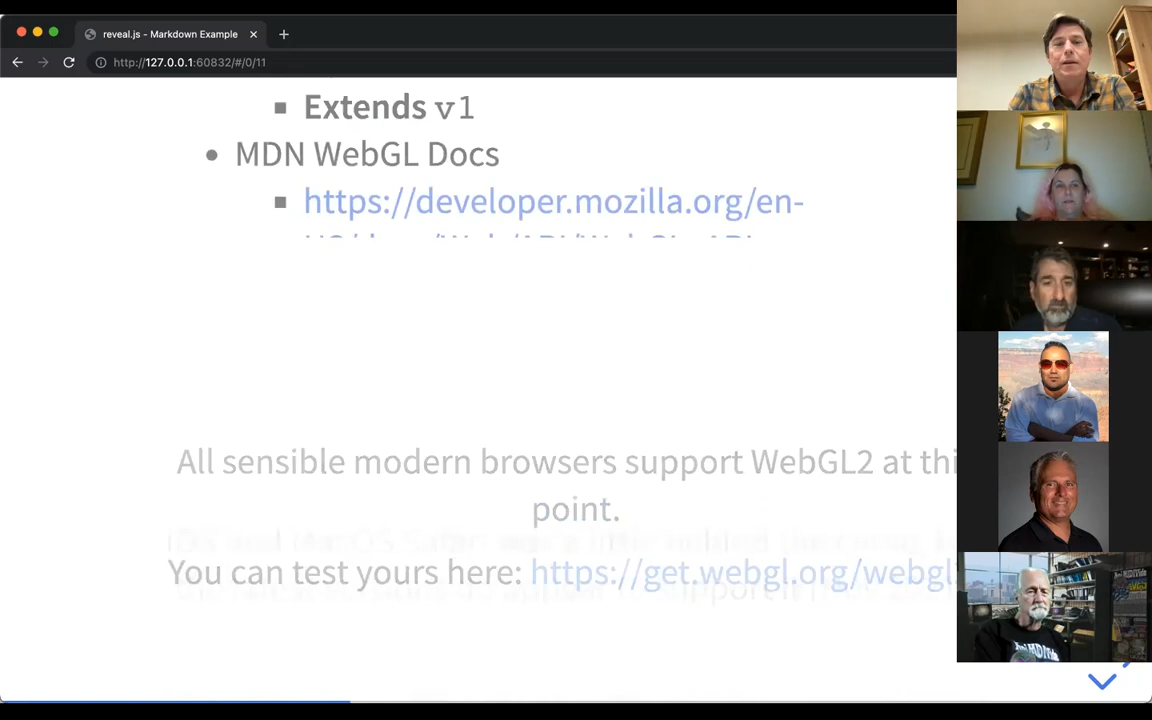 reveal.js - Markdown Example
http://127.0.0.1:60832/#/0/11
Extends v1
MDN WebGL Docs
https://developer.mozilla.org/en-
All sensible modern browsers support WebGL2 at thi
point.
You can test yours here: https://get.webgl.org/webgl